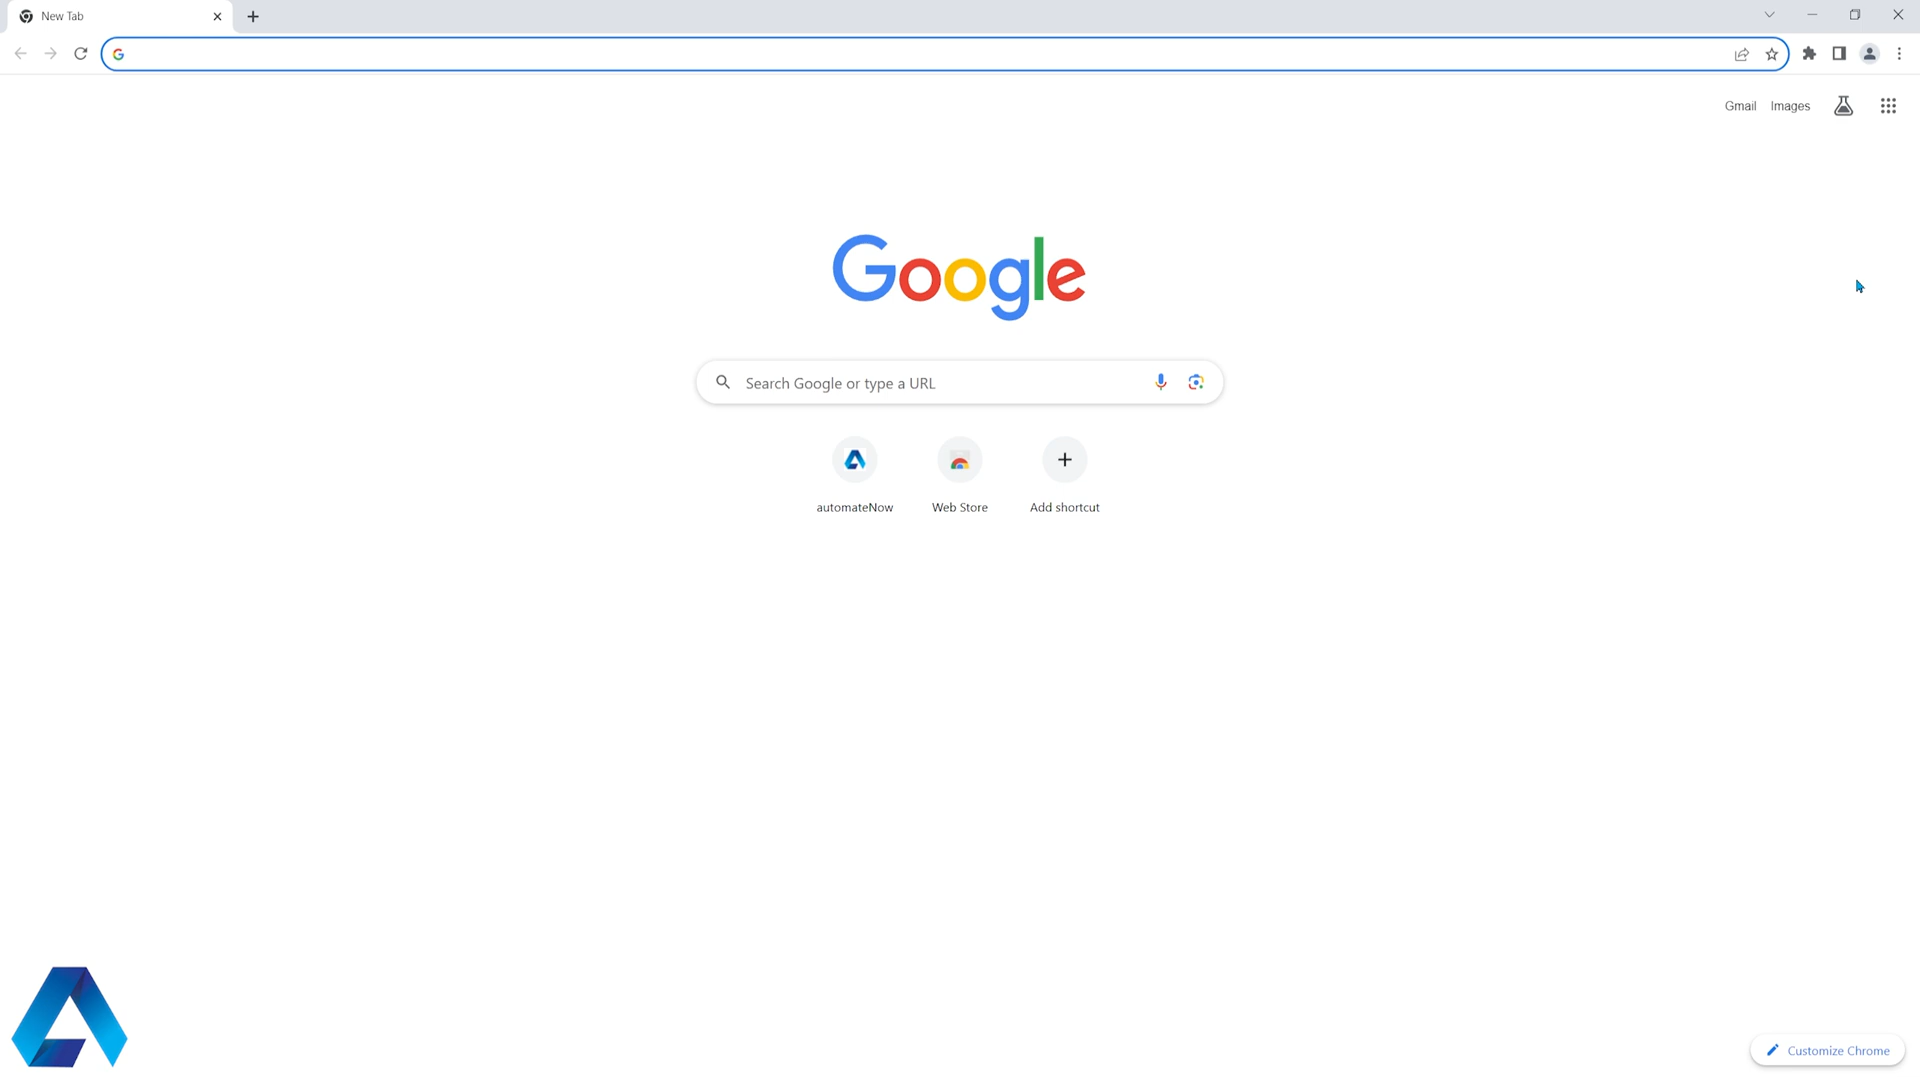 New Tab
Gmail Images
Google
Search Google or type a URL
automateNow Web Store Add shortcut
Customize Chrome